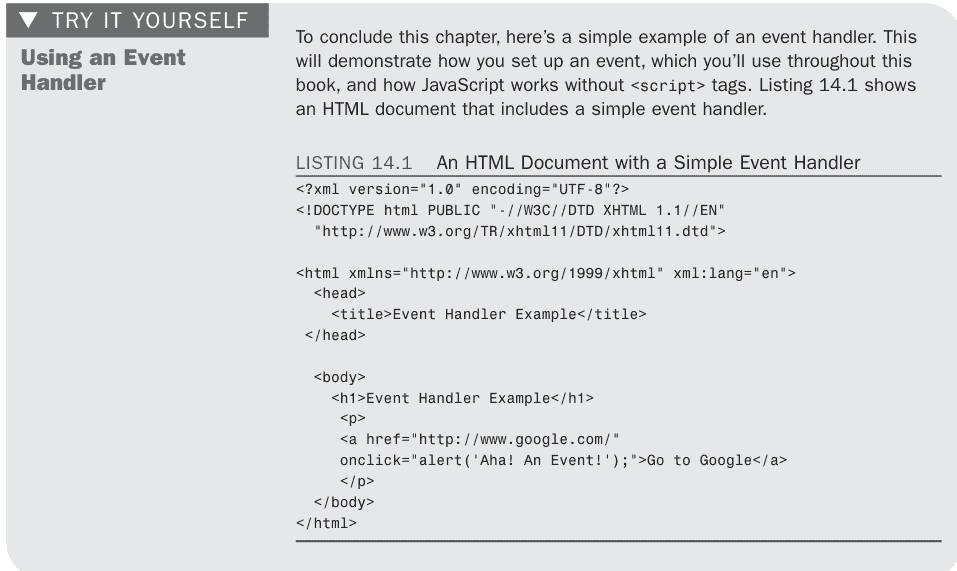 ▼ TRY IT YOURSELF
Using an Event
Handler
To conclude this chapter, here's a simple example of an event handler. This
will demonstrate how you set up an event, which you'll use throughout this
book, and how JavaScript works without <script> tags. Listing 14.1 shows
an HTML document that includes a simple event handler.
LISTING 14.1 An HTML Document with a Simple Event Handler
<?xml version="1.0" encoding="UTF-8"?>
<!DOCTYPE html PUBLIC "-//W3C//DTD XHTML 1.1//EN"
"http://www.w3.org/TR/xhtml11/DTD/xhtml11.dtd">
<html xmlns="http://www.w3.org/1999/xhtml" xml:lang="en">
<head>
<title>Event Handler Example</title>
</head>
<body>
<h1>Event Handler Example</h1>
<p>
<a href="http://www.google.com/"
onclick="alert('Aha! An Event!');">Go to Google</a>
</p>
</body>
</html>